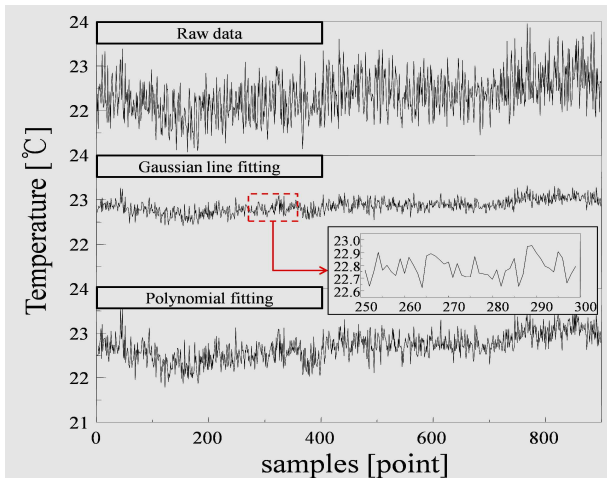 24
Raw data
23
22
24
Gaussian line fitting
23
22
23.0
22.9
22.8
22.7
22.6
250 260 270 280 290 300
24
Polynomial fitting
23
22
21
0 200 400 600 800
Temperature [℃]
samples [point]